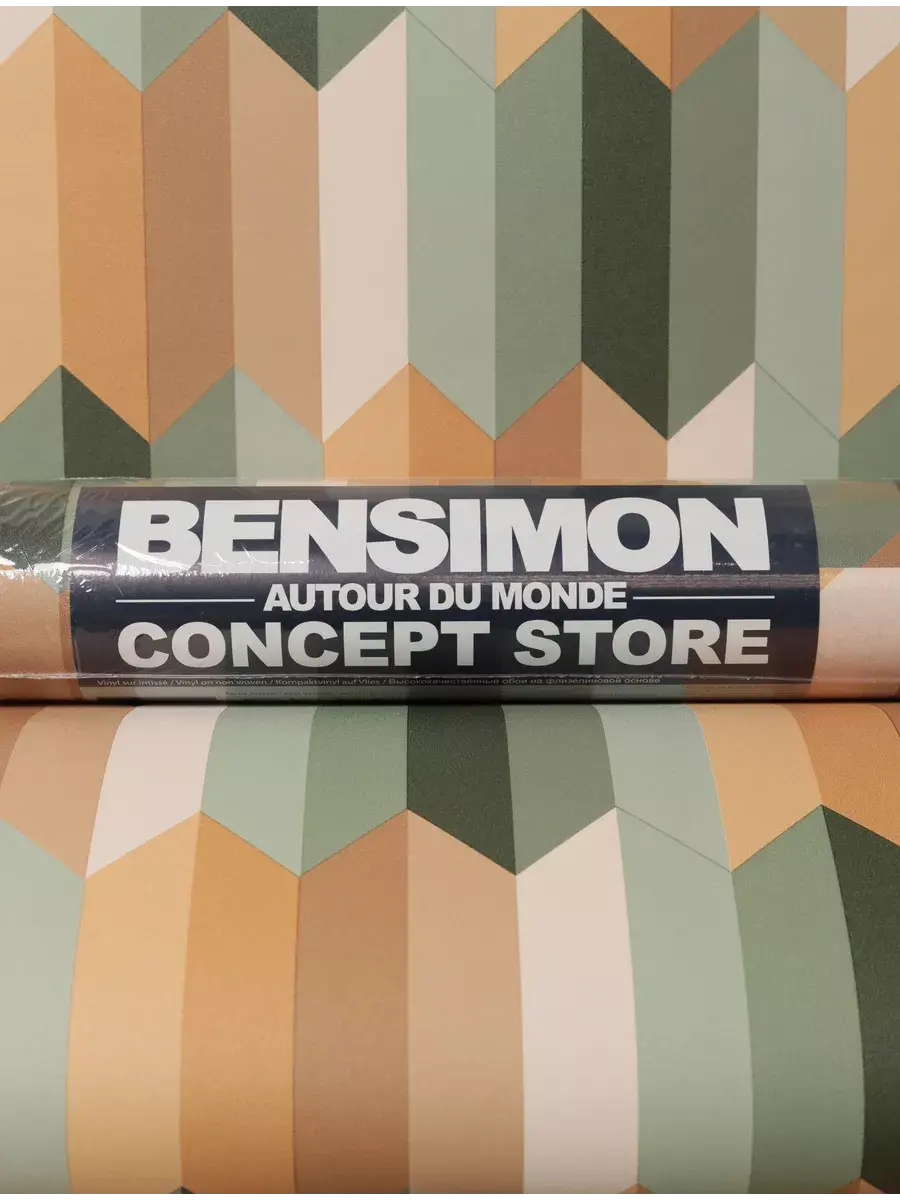 BENSIMON
AUTOUR DU MONDE
CONCEPT STORE
Vinyl sur intissé / Vinyl on non woven / Kompaktvinyl auf Vlies / Высококачественные обои на флизелиновой основе